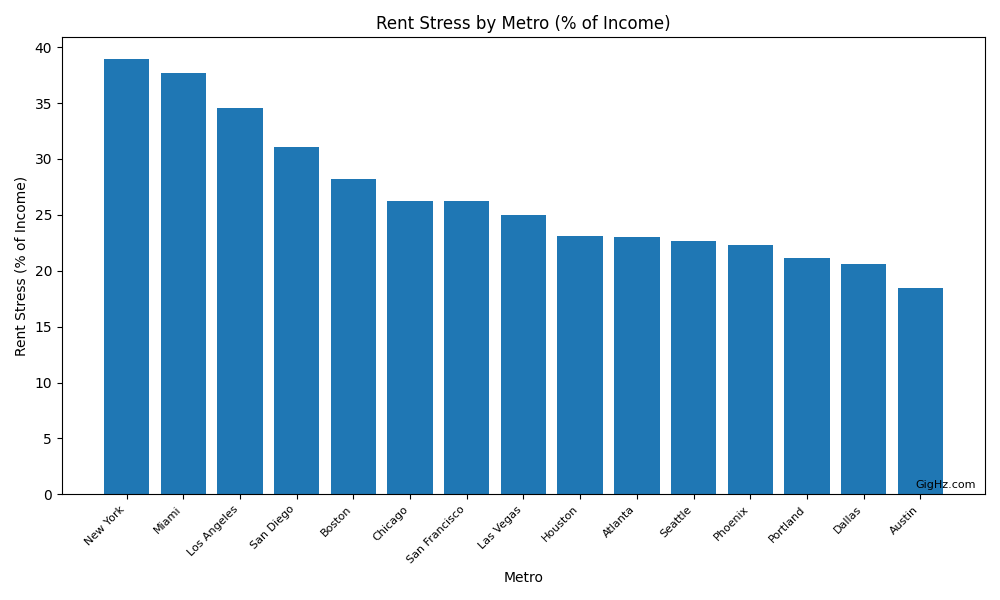 Rent Stress by Metro (% of Income)
Rent Stress (% of Income)
40
35
30
25
20
15
10
5
0
GigHz.com
New York
Miami
Los Angeles
San Diego
Boston
Chicago
San Francisco
Las Vegas
Houston
Atlanta
Seattle
Phoenix
Portland
Dallas
Austin
Metro